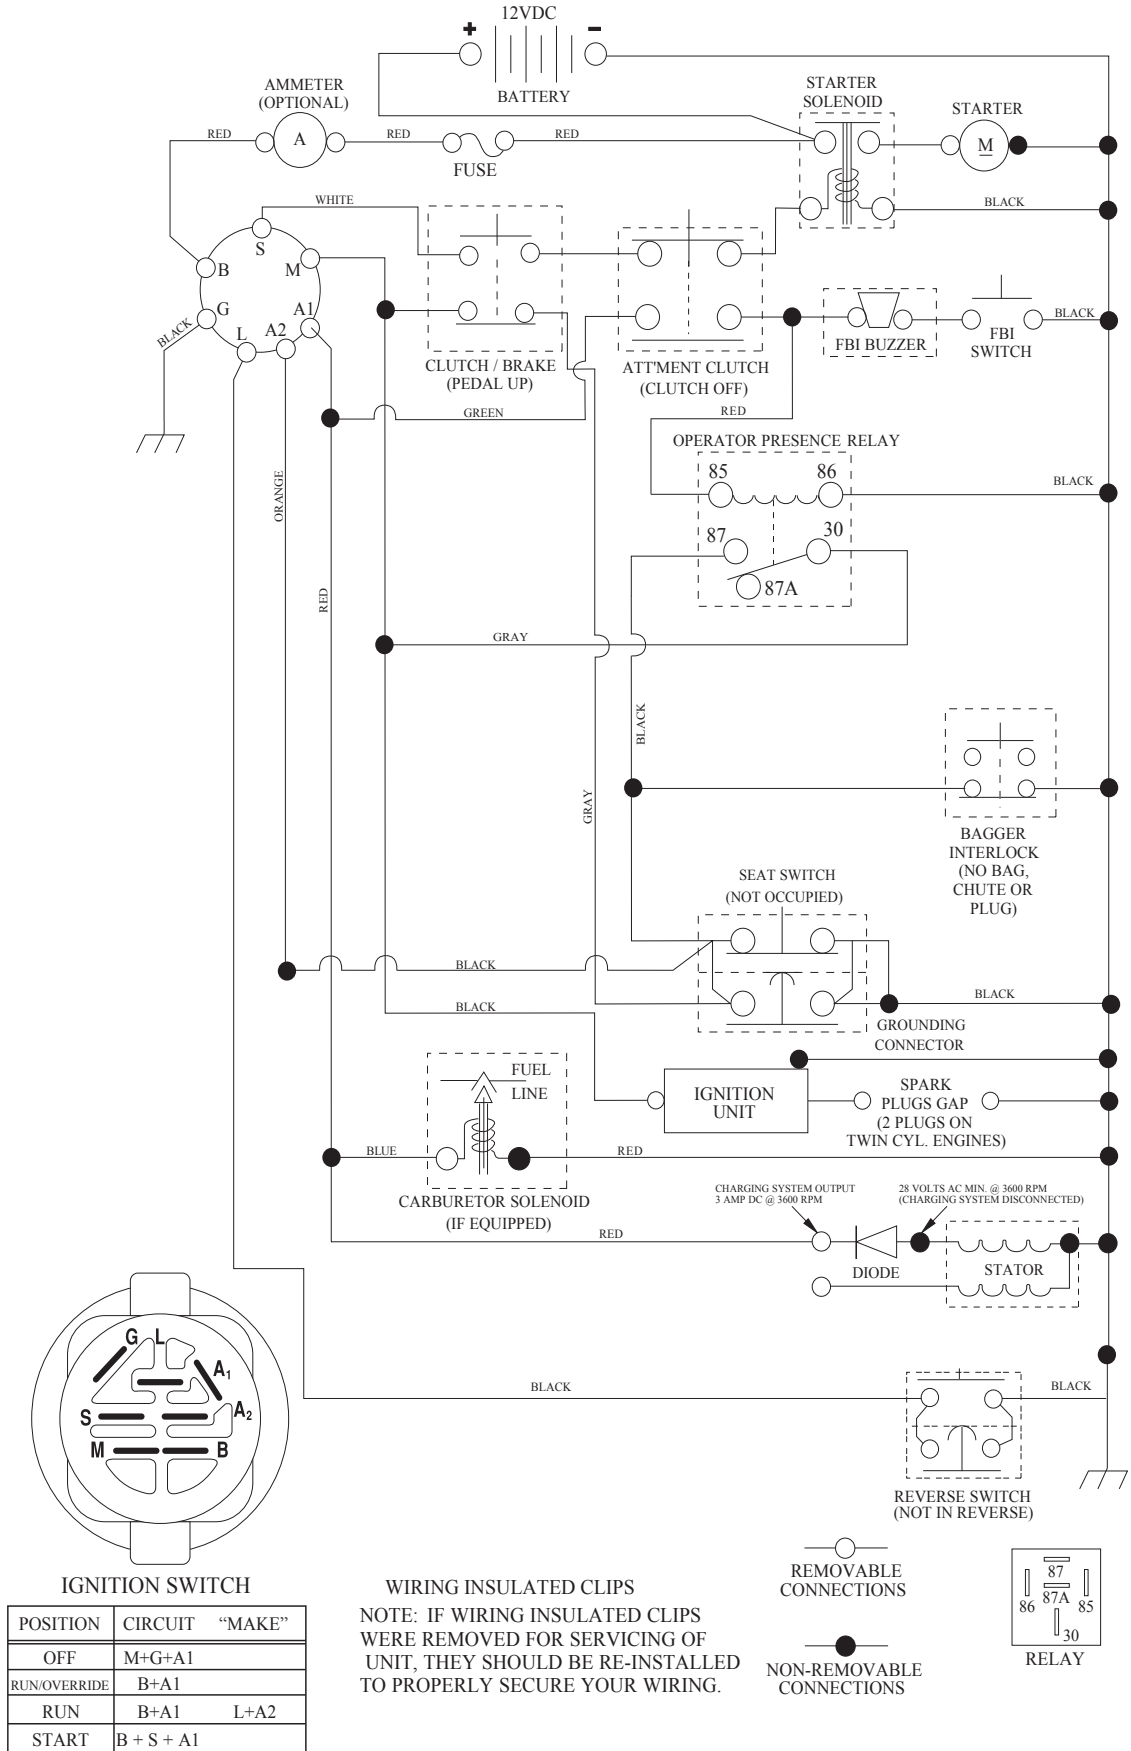 12VDC
+
–
BATTERY
AMMETER
(OPTIONAL)
A
RED
RED
FUSE
RED
STARTER
SOLENOID
STARTER
M
BLACK
WHITE
S
B
M
G
A1
L
A2
BLACK
CLUTCH / BRAKE
(PEDAL UP)
ATT'MENT CLUTCH
(CLUTCH OFF)
FBI BUZZER
FBI
SWITCH
BLACK
GREEN
RED
OPERATOR PRESENCE RELAY
85
86
BLACK
87
30
87A
ORANGE
RED
GRAY
BLACK
GRAY
BAGGER
INTERLOCK
(NO BAG,
CHUTE OR
PLUG)
SEAT SWITCH
(NOT OCCUPIED)
BLACK
BLACK
BLACK
GROUNDING
CONNECTOR
FUEL
LINE
IGNITION
UNIT
SPARK
PLUGS GAP
(2 PLUGS ON
TWIN CYL. ENGINES)
BLUE
RED
CARBURETOR SOLENOID
(IF EQUIPPED)
CHARGING SYSTEM OUTPUT
3 AMP DC @ 3600 RPM
28 VOLTS AC MIN. @ 3600 RPM
(CHARGING SYSTEM DISCONNECTED)
RED
DIODE
STATOR
BLACK
BLACK
REVERSE SWITCH
(NOT IN REVERSE)
G L
A1
S
A2
M
B
IGNITION SWITCH
POSITION CIRCUIT “MAKE”
OFF M+G+A1
RUN/OVERRIDE B+A1
RUN B+A1 L+A2
START B + S + A1
WIRING INSULATED CLIPS
NOTE: IF WIRING INSULATED CLIPS
WERE REMOVED FOR SERVICING OF
UNIT, THEY SHOULD BE RE-INSTALLED
TO PROPERLY SECURE YOUR WIRING.
REMOVABLE
CONNECTIONS
NON-REMOVABLE
CONNECTIONS
87
86 87A 85
30
RELAY